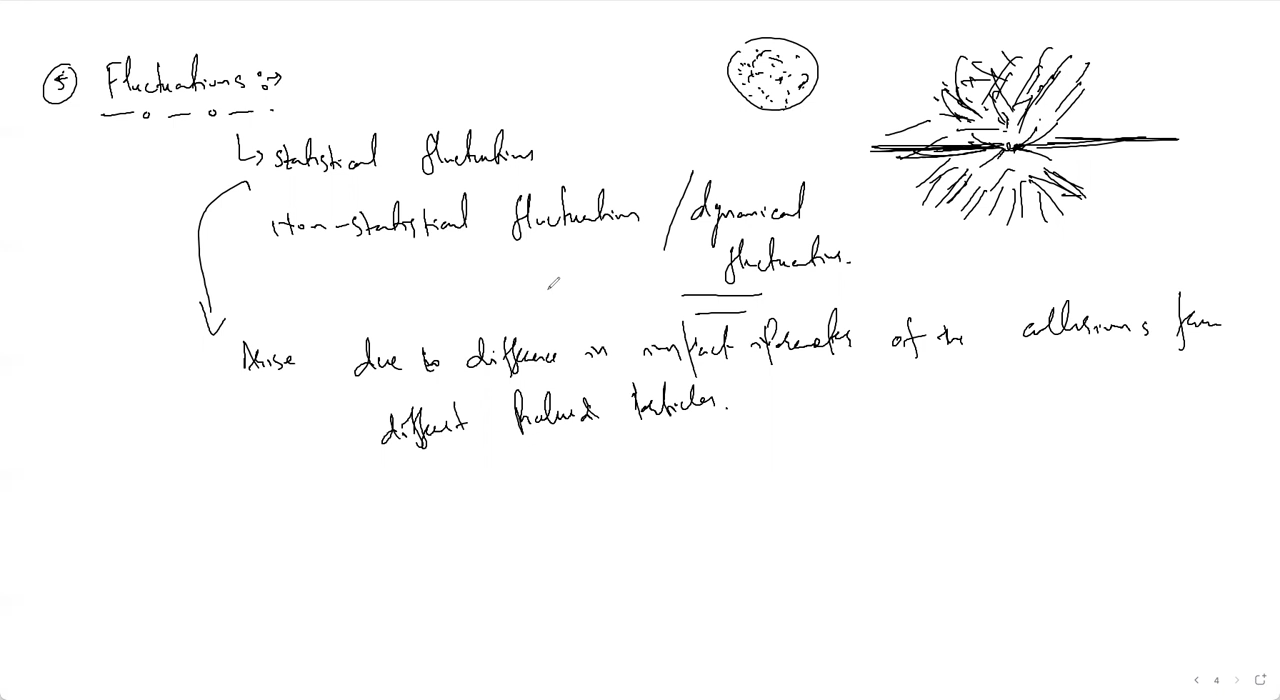 ⑤ Fluctuations :→
↳ statistical fluctuations
Non-statistical fluctuations / dynamical
fluctuations.
Arise due to difference in impact of the collisions from
different Produced Particles.
4